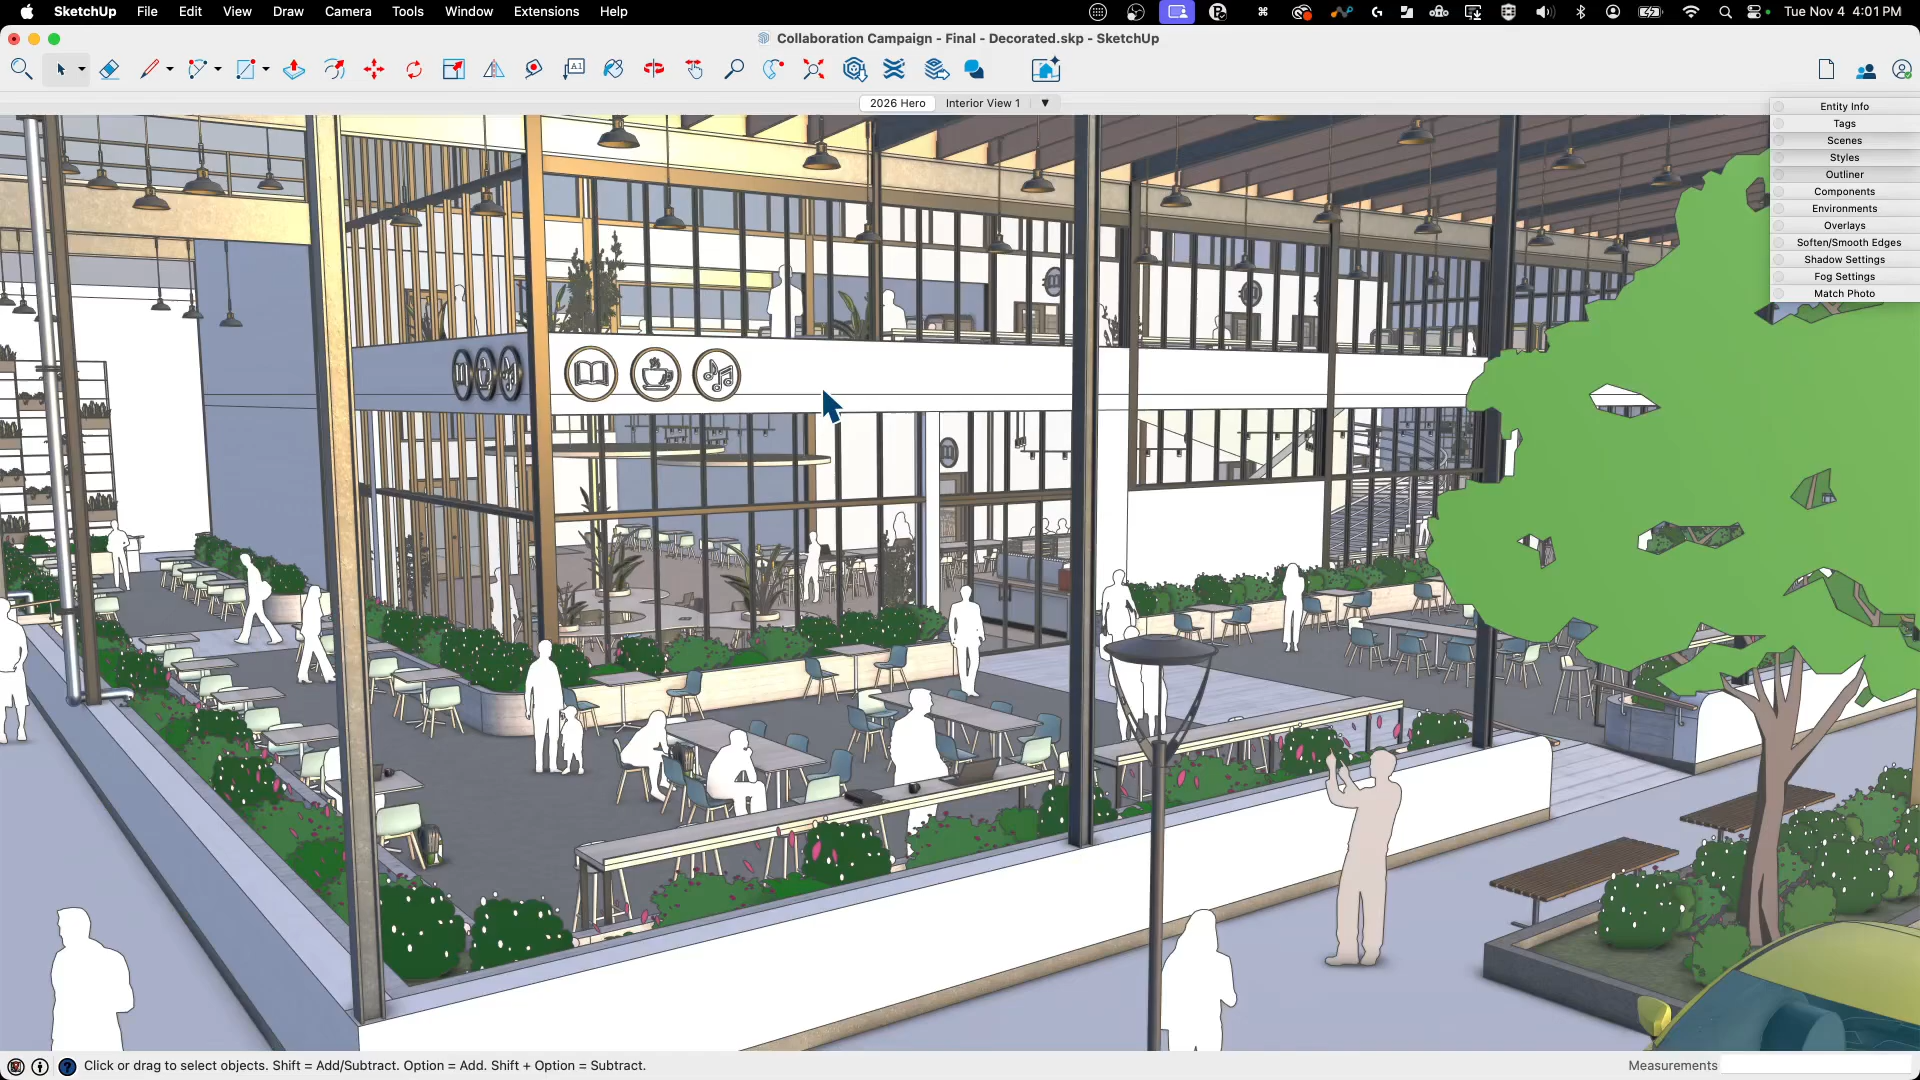 SketchUp File Edit View Draw Camera Tools Window Extensions Help
Tue Nov 4 4:01 PM
Collaboration Campaign - Final - Decorated.skp - SketchUp
A1
2026 Hero Interior View 1
Entity Info
Tags
Scenes
Styles
Outliner
Components
Environments
Overlays
Soften/Smooth Edges
Shadow Settings
Fog Settings
Match Photo
Click or drag to select objects. Shift = Add/Subtract. Option = Add. Shift + Option = Subtract.
Measurements